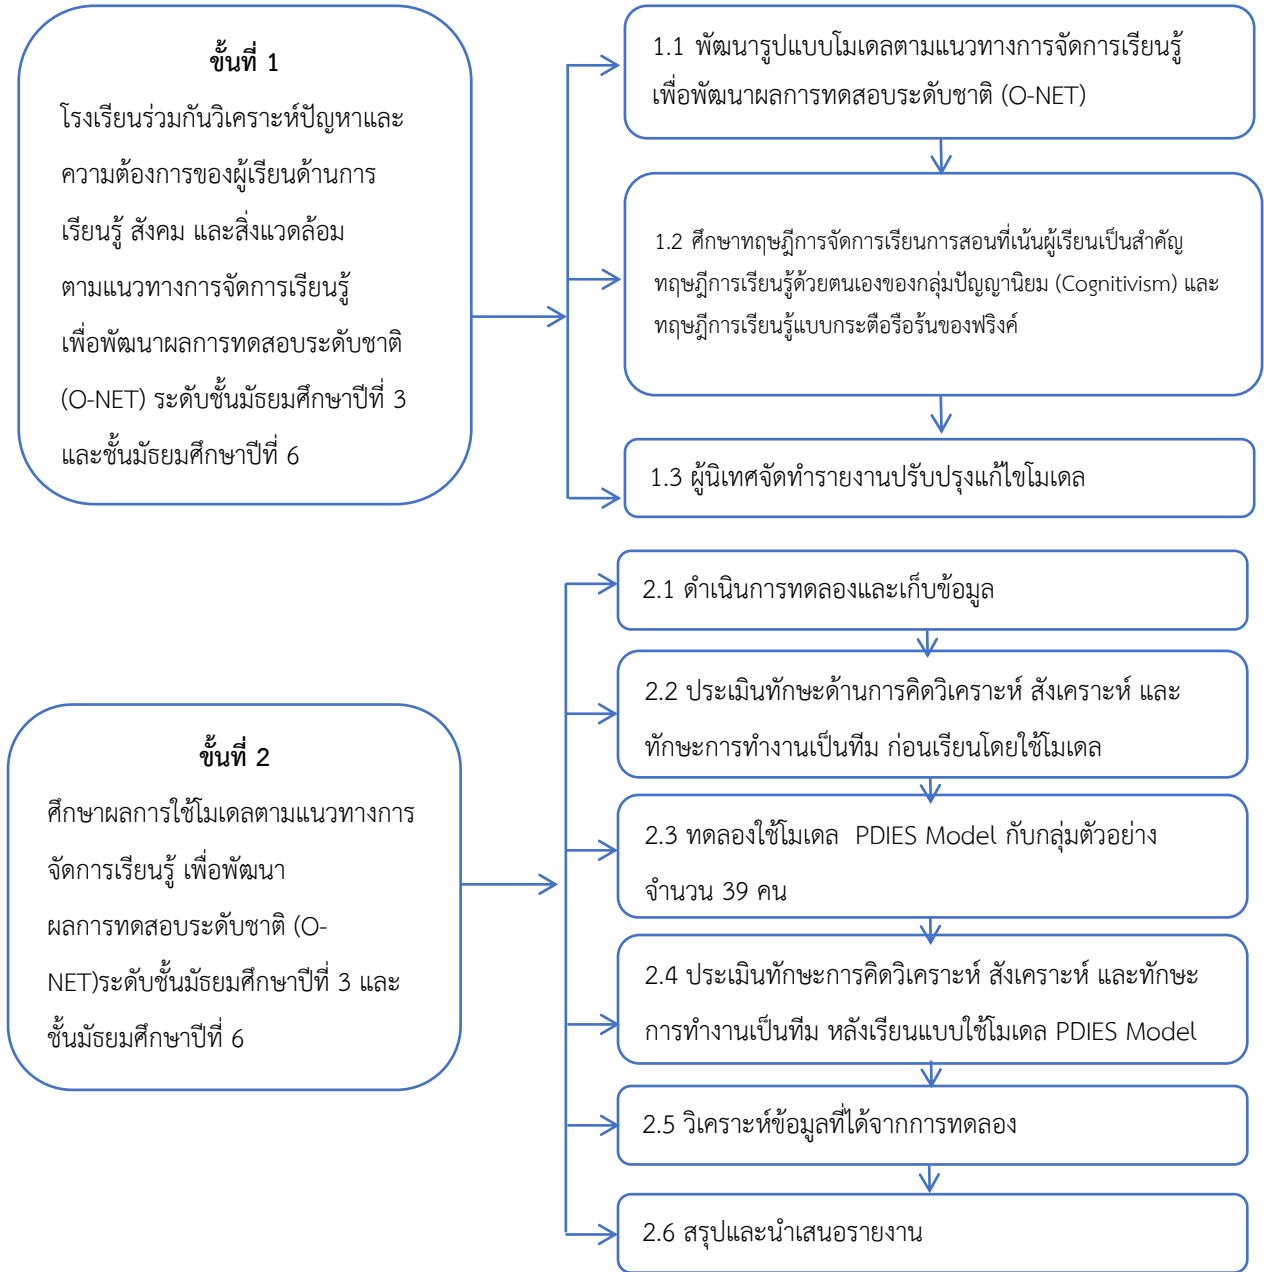 ขั้นที่ 1
โรงเรียนร่วมกันวิเคราะห์ปัญหาและ
ความต้องการของผู้เรียนด้านการ
เรียนรู้ สังคม และสิ่งแวดล้อม
ตามแนวทางการจัดการเรียนรู้
เพื่อพัฒนาผลการทดสอบระดับชาติ
(O-NET) ระดับชั้นมัธยมศึกษาปีที่ 3
และชั้นมัธยมศึกษาปีที่ 6
1.1 พัฒนารูปแบบโมเดลตามแนวทางการจัดการเรียนรู้
เพื่อพัฒนาผลการทดสอบระดับชาติ (O-NET)
1.2 ศึกษาทฤษฎีการจัดการเรียนการสอนที่เน้นผู้เรียนเป็นสำคัญ
ทฤษฎีการเรียนรู้ด้วยตนเองของกลุ่มปัญญานิยม (Cognitivism) และ
ทฤษฎีการเรียนรู้แบบกระตือรือร้นของฟริงค์
1.3 ผู้นิเทศจัดทำรายงานปรับปรุงแก้ไขโมเดล
ขั้นที่ 2
ศึกษาผลการใช้โมเดลตามแนวทางการ
จัดการเรียนรู้ เพื่อพัฒนา
ผลการทดสอบระดับชาติ (O-
NET)ระดับชั้นมัธยมศึกษาปีที่ 3 และ
ชั้นมัธยมศึกษาปีที่ 6
2.1 ดำเนินการทดลองและเก็บข้อมูล
2.2 ประเมินทักษะด้านการคิดวิเคราะห์ สังเคราะห์ และ
ทักษะการทำงานเป็นทีม ก่อนเรียนโดยใช้โมเดล
2.3 ทดลองใช้โมเดล PDIES Model กับกลุ่มตัวอย่าง
จำนวน 39 คน
2.4 ประเมินทักษะการคิดวิเคราะห์ สังเคราะห์ และทักษะ
การทำงานเป็นทีม หลังเรียนแบบใช้โมเดล PDIES Model
2.5 วิเคราะห์ข้อมูลที่ได้จากการทดลอง
2.6 สรุปและนำเสนอรายงาน